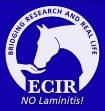 BRIDGING RESEARCH AND REAL LIFE
ECIR
NO Laminitis!